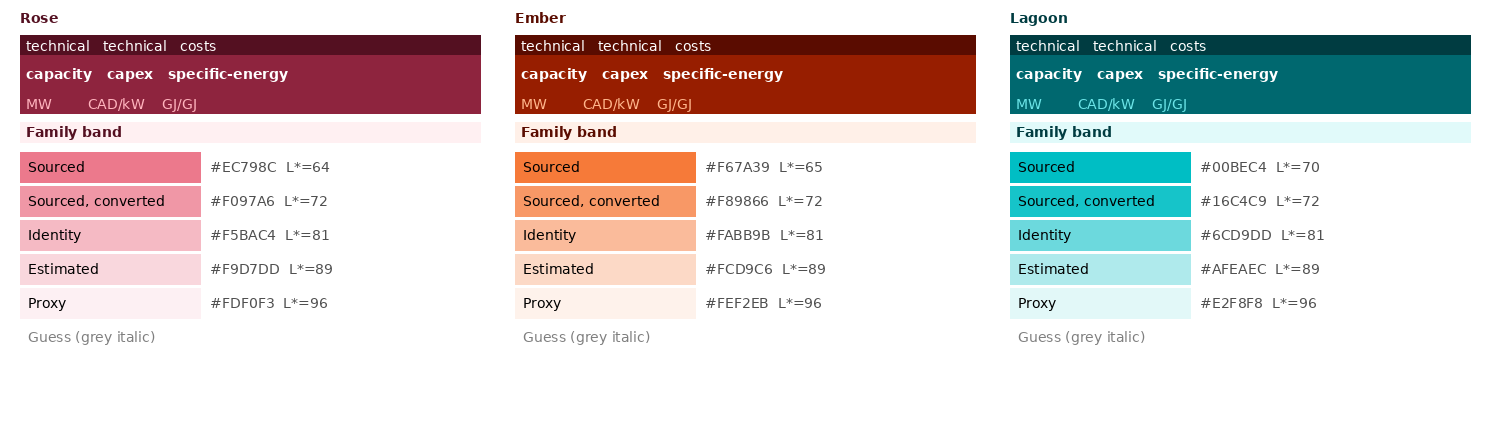 Rose
technical technical costs
capacity capex specific-energy
MW CAD/kW GJ/GJ
Family band
Sourced #EC798C L*=64
Sourced, converted #F097A6 L*=72
Identity #F5BAC4 L*=81
Estimated #F9D7DD L*=89
Proxy #FDF0F3 L*=96
Guess (grey italic)
Ember
technical technical costs
capacity capex specific-energy
MW CAD/kW GJ/GJ
Family band
Sourced #F67A39 L*=65
Sourced, converted #F89866 L*=72
Identity #FABB9B L*=81
Estimated #FCD9C6 L*=89
Proxy #FEF2EB L*=96
Guess (grey italic)
Lagoon
technical technical costs
capacity capex specific-energy
MW CAD/kW GJ/GJ
Family band
Sourced #00BEC4 L*=70
Sourced, converted #16C4C9 L*=72
Identity #6CD9DD L*=81
Estimated #AFEAEC L*=89
Proxy #E2F8F8 L*=96
Guess (grey italic)